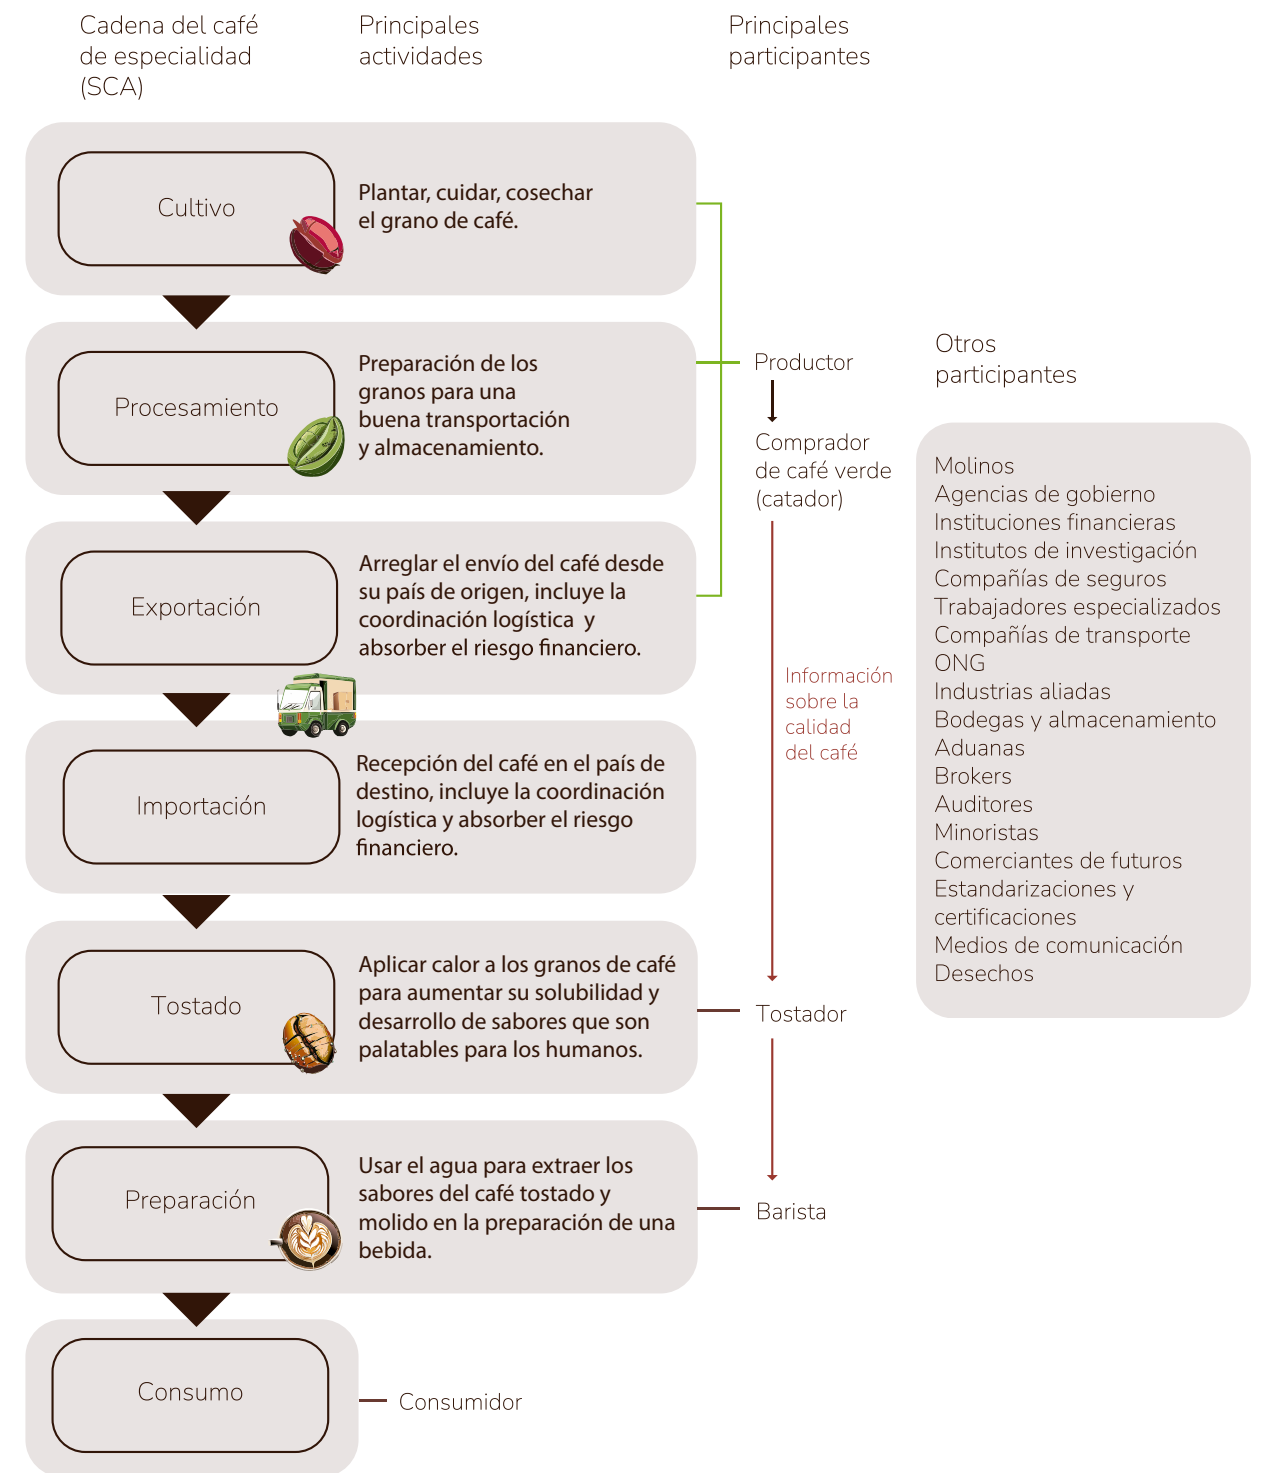 Cadena del café
de especialidad
(SCA)
Principales
actividades
Principales
participantes
Cultivo
Plantar, cuidar, cosechar
el grano de café.
Procesamiento
Preparación de los
granos para una
buena transportación
y almacenamiento.
Exportación
Arreglar el envío del café desde
su país de origen, incluye la
coordinación logística y
absorber el riesgo financiero.
Importación
Recepción del café en el país de
destino, incluye la coordinación
logística y absorber el riesgo
financiero.
Tostado
Aplicar calor a los granos de café
para aumentar su solubilidad y
desarrollo de sabores que son
palatables para los humanos.
Preparación
Usar el agua para extraer los
sabores del café tostado y
molido en la preparación de una
bebida.
Consumo
Consumidor
Productor
Comprador
de café verde
(catador)
Información
sobre la
calidad
del café
Tostador
Barista
Otros
participantes
Molinos
Agencias de gobierno
Instituciones financieras
Institutos de investigación
Compañías de seguros
Trabajadores especializados
Compañías de transporte
ONG
Industrias aliadas
Bodegas y almacenamiento
Aduanas
Brokers
Auditores
Minoristas
Comerciantes de futuros
Estandarizaciones y
certificaciones
Medios de comunicación
Desechos